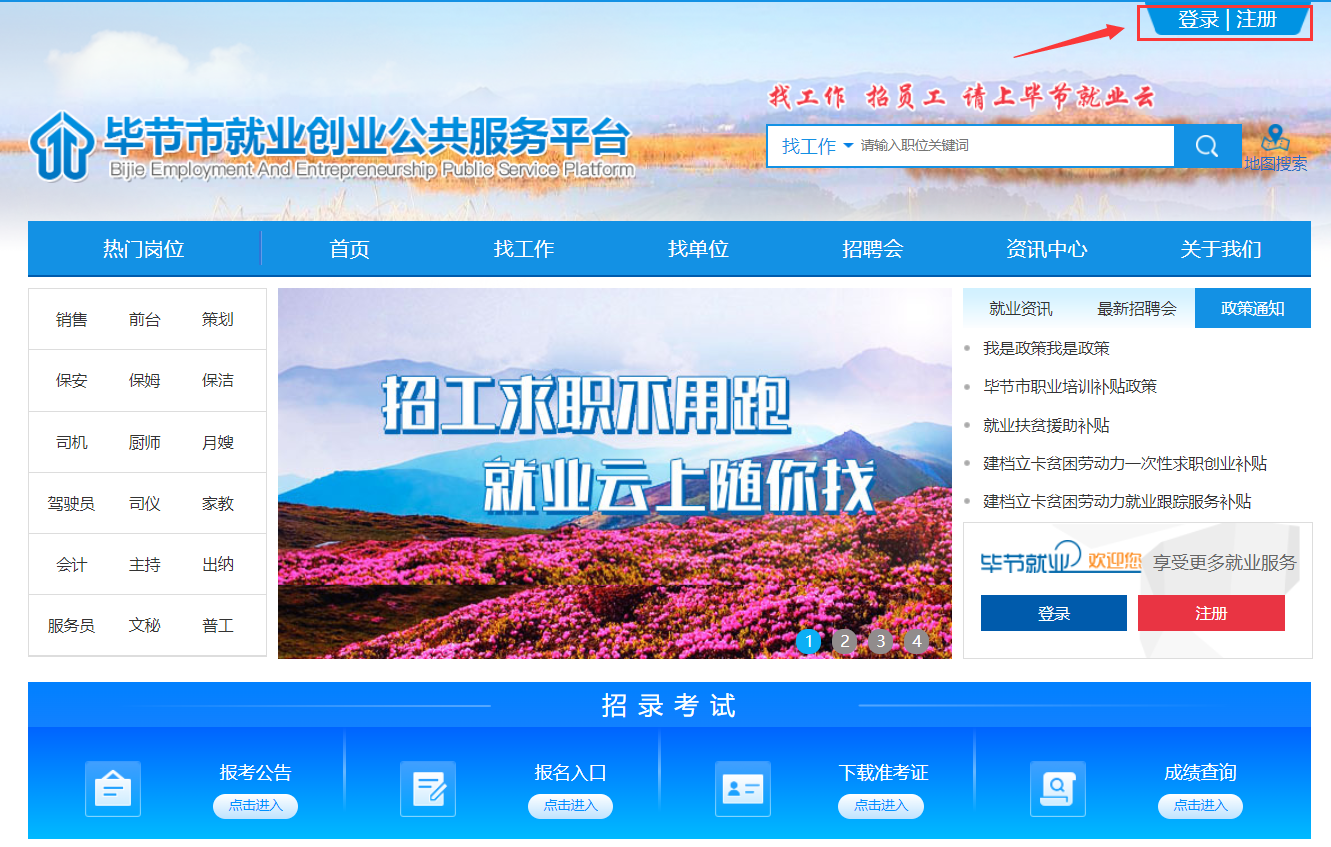 登录 | 注册
找工作 招员工 请上毕节就业云
毕节市就业创业公共服务平台
Bijie Employment And Entrepreneurship Public Service Platform
找工作 请输入职位关键词
地图搜索
热门岗位 首页 找工作 找单位 招聘会 资讯中心 关于我们
销售 前台 策划
保安 保姆 保洁
司机 厨师 月嫂
驾驶员 司仪 家教
会计 主持 出纳
服务员 文秘 普工
招工求职不用跑
就业云上随你找
1 2 3 4
就业资讯 最新招聘会 政策通知
我是政策我是政策
毕节市职业培训补贴政策
就业扶贫援助补贴
建档立卡贫困劳动力一次性求职创业补贴
建档立卡贫困劳动力就业跟踪服务补贴
毕节就业 欢迎您 享受更多就业服务
登录 注册
招录考试
报考公告 报名入口 下载准考证 成绩查询
点击进入 点击进入 点击进入 点击进入